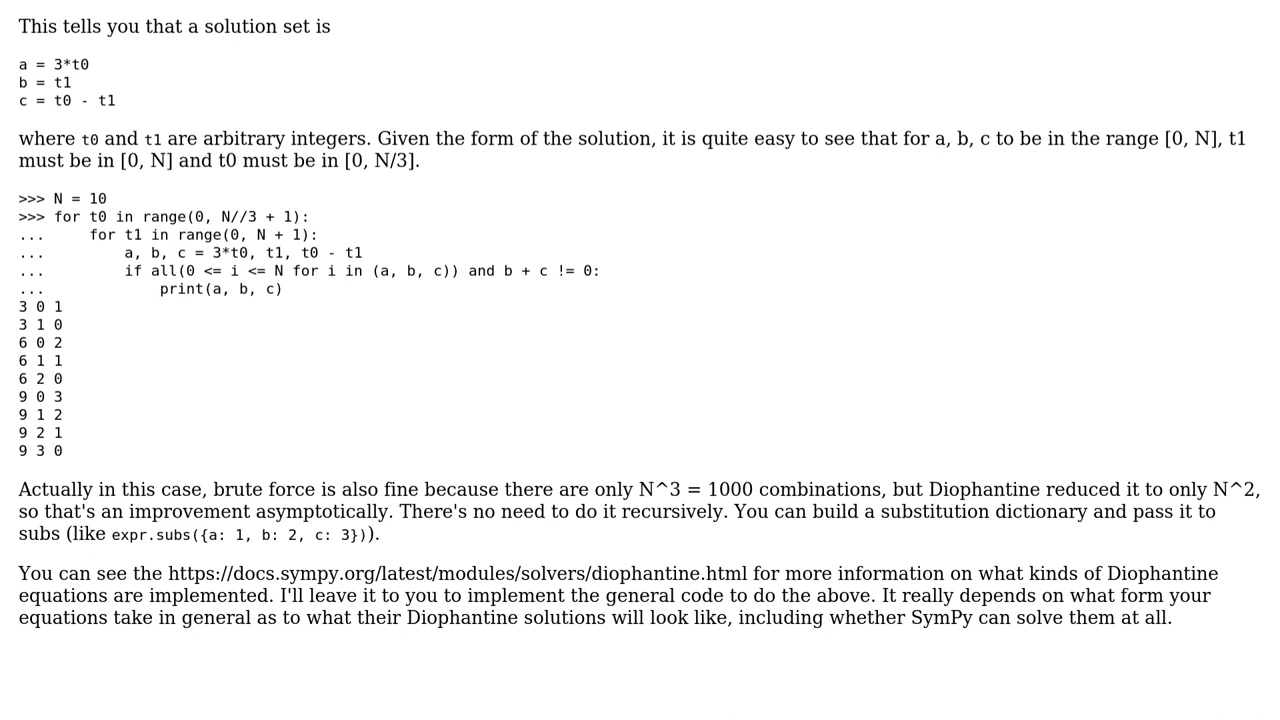 This tells you that a solution set is
a = 3*t0
b = t1
c = t0 - t1
where t0 and t1 are arbitrary integers. Given the form of the solution, it is quite easy to see that for a, b, c to be in the range [0, N], t1
must be in [0, N] and t0 must be in [0, N/3].
>>> N = 10
>>> for t0 in range(0, N//3 + 1):
...     for t1 in range(0, N + 1):
...         a, b, c = 3*t0, t1, t0 - t1
...         if all(0 <= i <= N for i in (a, b, c)) and b + c != 0:
...             print(a, b, c)
3 0 1
3 1 0
6 0 2
6 1 1
6 2 0
9 0 3
9 1 2
9 2 1
9 3 0
Actually in this case, brute force is also fine because there are only N^3 = 1000 combinations, but Diophantine reduced it to only N^2,
so that's an improvement asymptotically. There's no need to do it recursively. You can build a substitution dictionary and pass it to
subs (like expr.subs({a: 1, b: 2, c: 3})).
You can see the https://docs.sympy.org/latest/modules/solvers/diophantine.html for more information on what kinds of Diophantine
equations are implemented. I'll leave it to you to implement the general code to do the above. It really depends on what form your
equations take in general as to what their Diophantine solutions will look like, including whether SymPy can solve them at all.